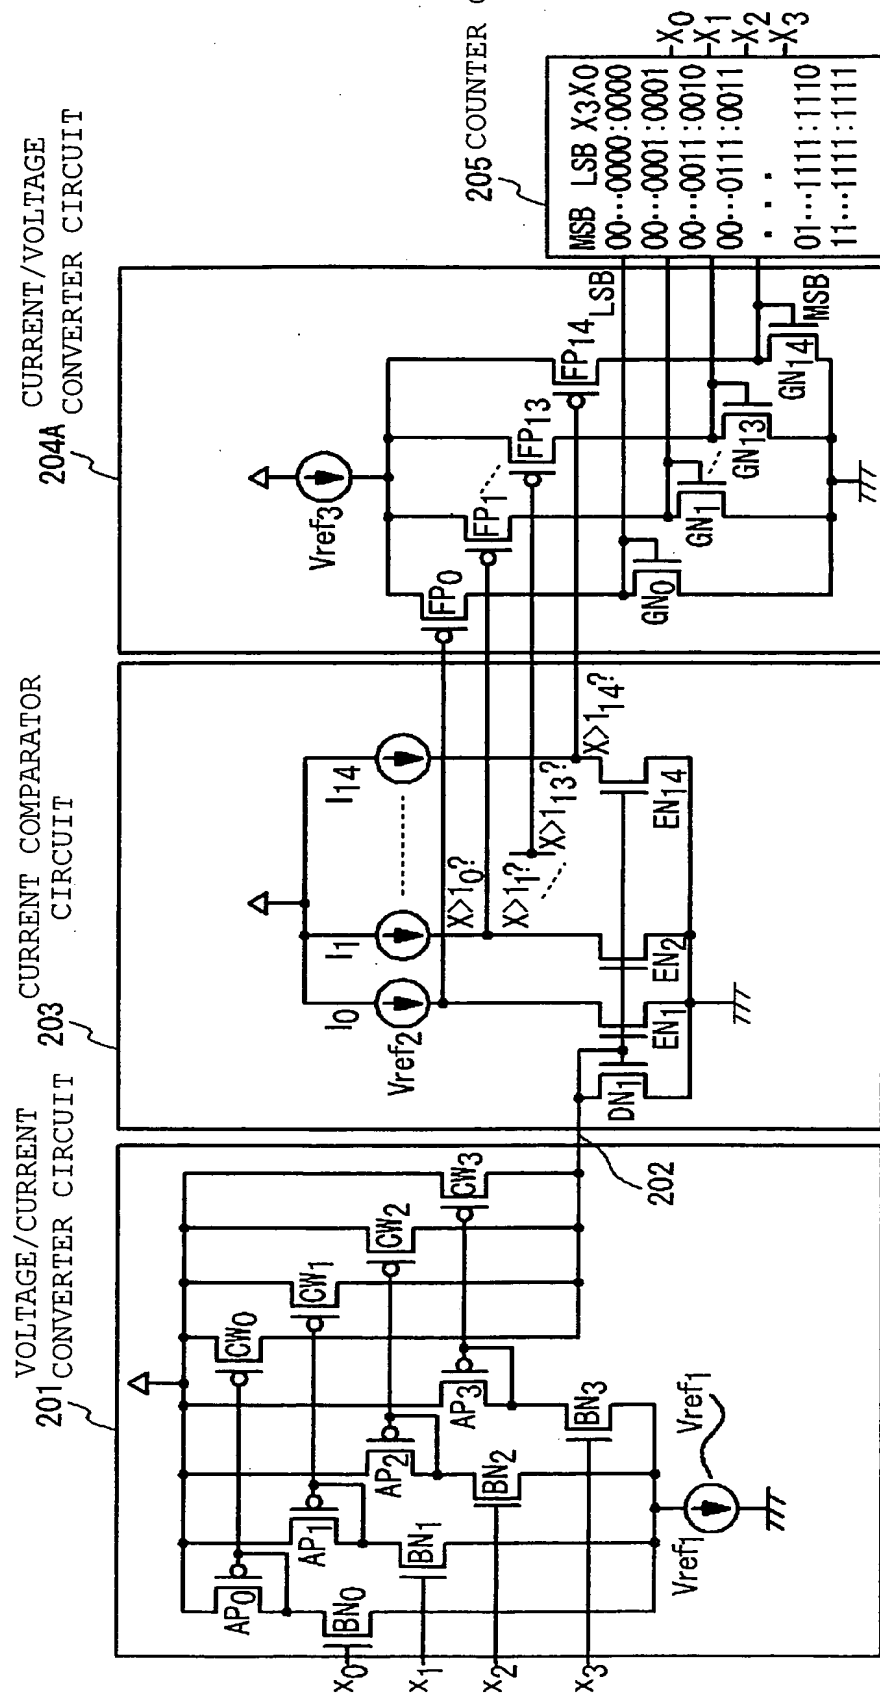 201 VOLTAGE/CURRENT
CONVERTER CIRCUIT
x0
x1
x2
x3
AP0
AP1
AP2
AP3
BN0
BN1
BN2
BN3
CW0
CW1
CW2
CW3
Vref1
Vref1
202
203 CURRENT COMPARATOR
CIRCUIT
I0
I1
I14
Vref2
X>10?
X>11?
X>113?
X>114?
DN1
EN1
EN2
EN14
204A CURRENT/VOLTAGE
CONVERTER CIRCUIT
Vref3
FP0
FP1
FP13
FP14
LSB
GN0
GN1
GN13
GN14
MSB
205 COUNTER C
MSB LSB X3X0
00···0000:0000
00···0001:0001
00···0011:0010
00···0111:0011
. . .
01···1111:1110
11···1111:1111
X0
X1
X2
X3